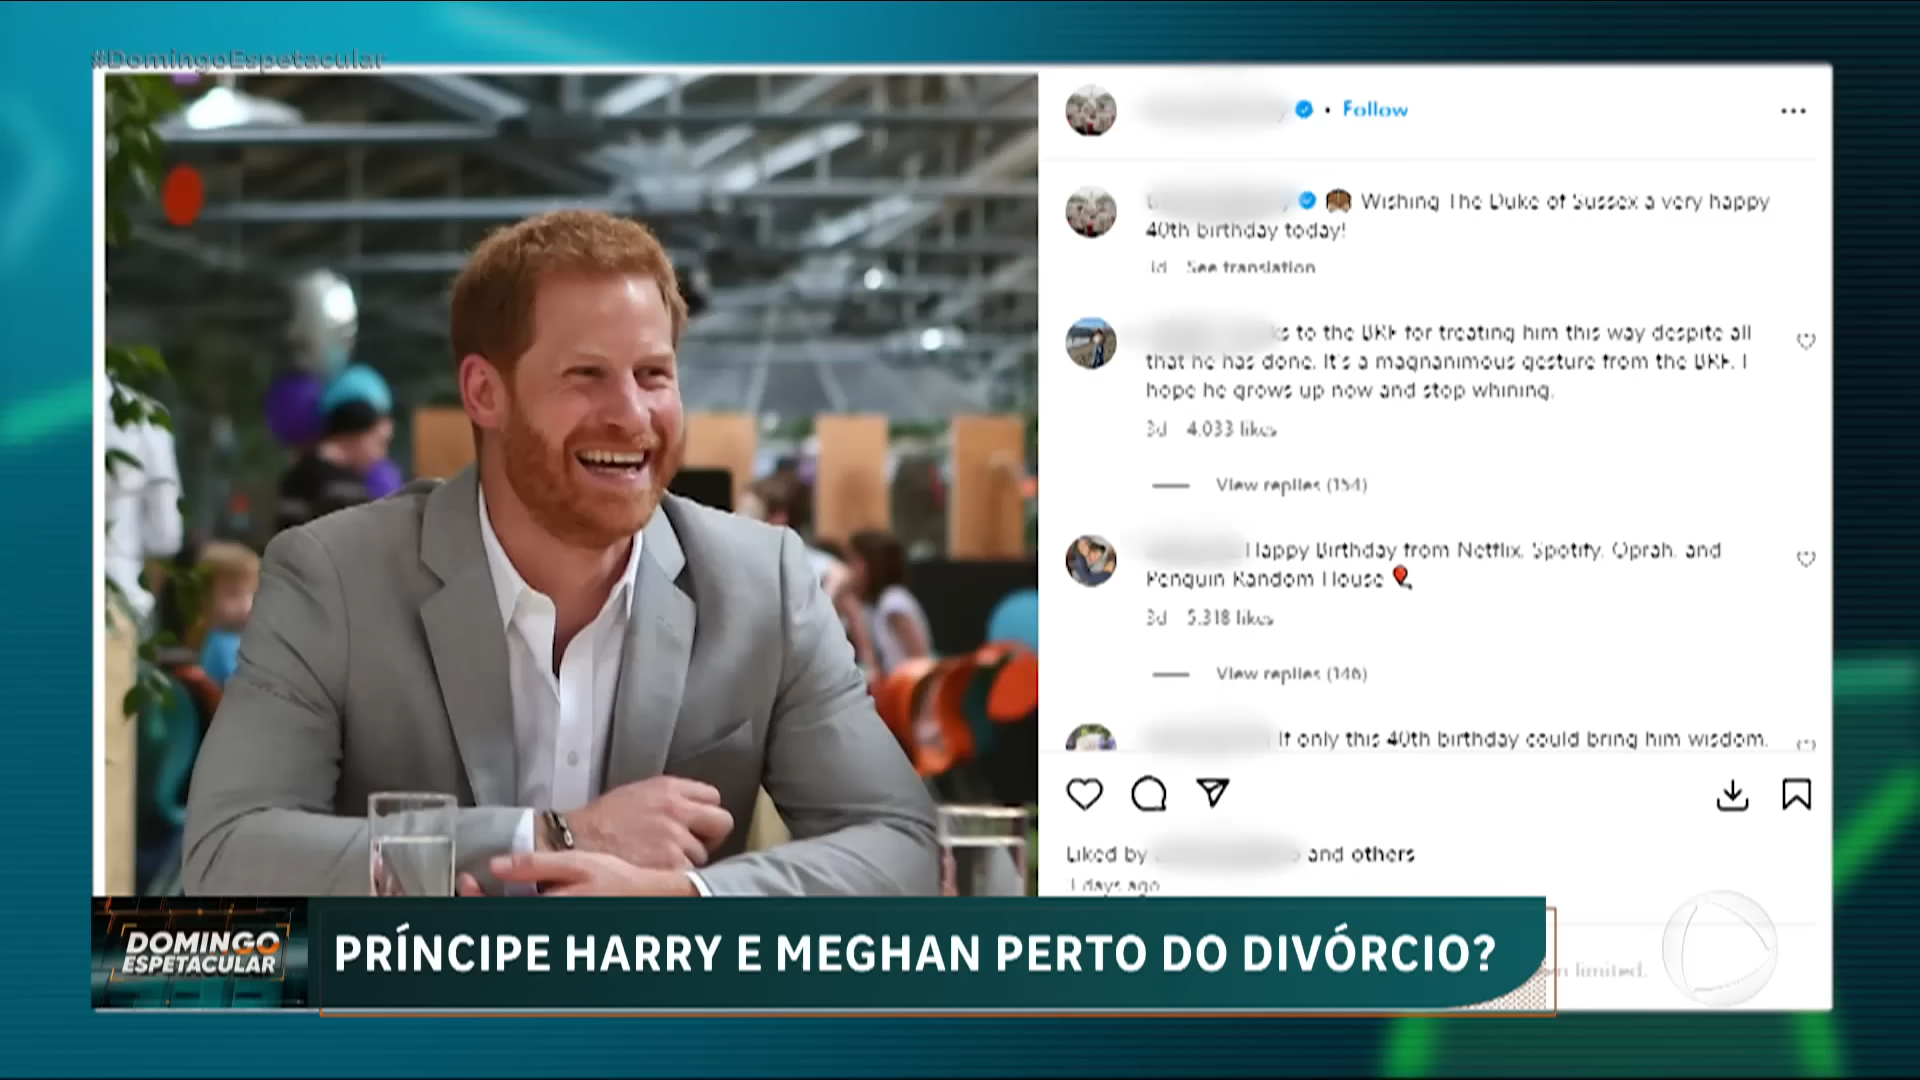 #DomingoEspetacular
• Follow
Wishing The Duke of Sussex a very happy
40th birthday today!
See translation
to the BRF for treating him this way despite all
that he has done. It's a magnanimous gesture from the BRF. I
hope he grows up now and stop whining.
3d 4.033 likes
View replies (154)
Happy Birthday from Netflix, Spotify, Oprah, and
Penguin Random House
3d 5.318 likes
View replies (146)
If only this 40th birthday could bring him wisdom.
Liked by
and others
days ago
limited.
DOMINGO
ESPETACULAR
PRÍNCIPE HARRY E MEGHAN PERTO DO DIVÓRCIO?